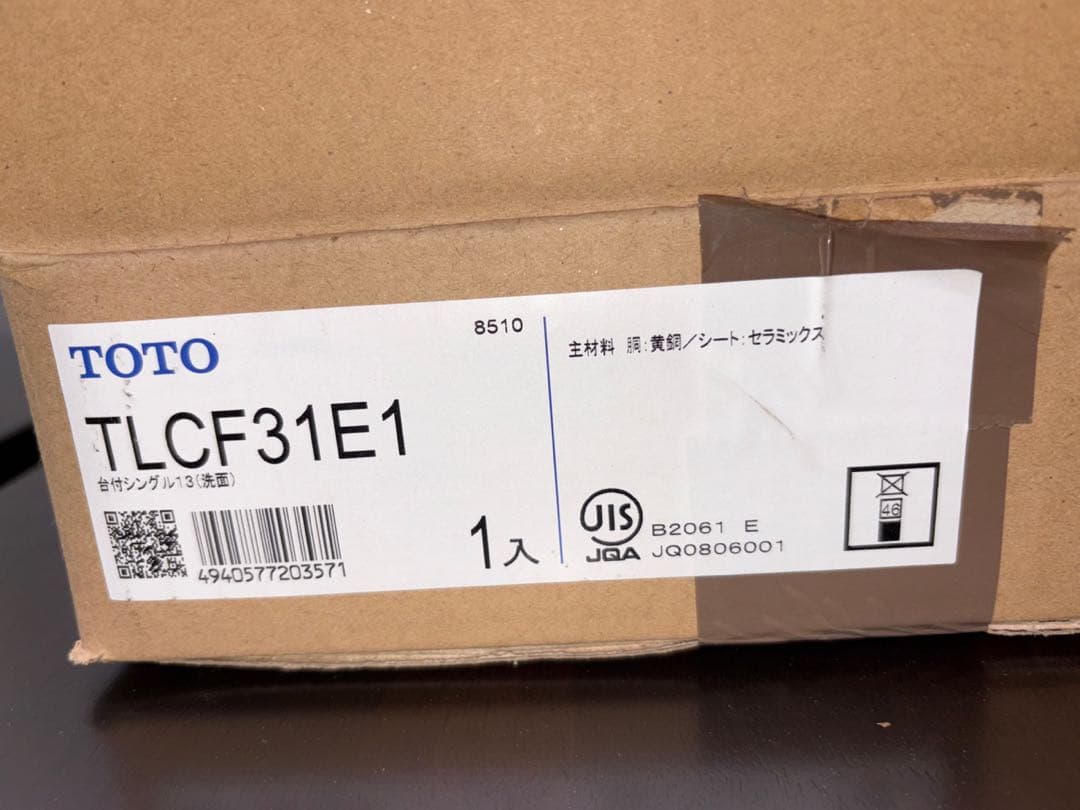 8510
TOTO
TLCF31E1
台付シングル13(洗面)
4940577203571
1入
主材料 胴:黄銅/シート:セラミックス
JIS
JQA
B2061 E
JQ0806001
46